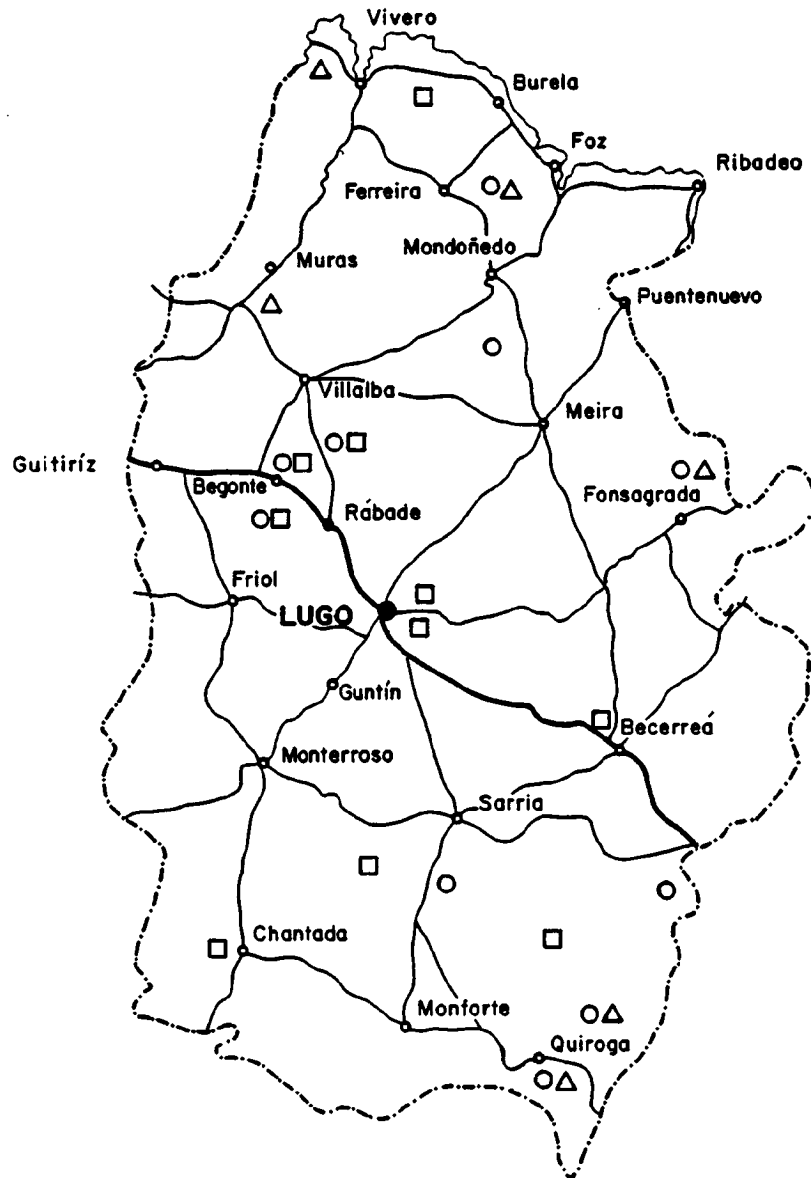 Vivero
Burela
Foz
Ribadeo
Ferreira
Mondoñedo
Muras
Puentenuevo
Villalba
Meira
Guitiríz
Begonte
Fonsagrada
Rábade
Friol
LUGO
Guntín
Becerreá
Monterroso
Sarria
Chantada
Monforte
Quiroga